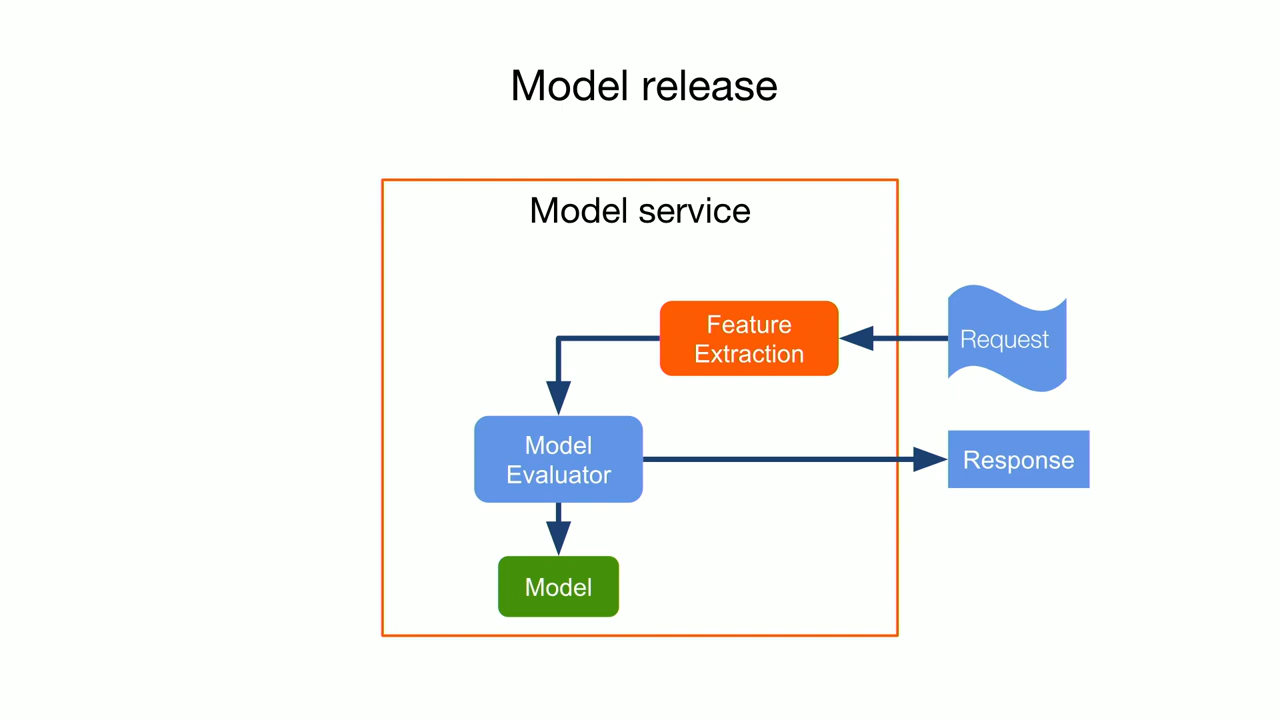 Model release
Model service
Feature
Extraction
Request
Model
Evaluator
Response
Model